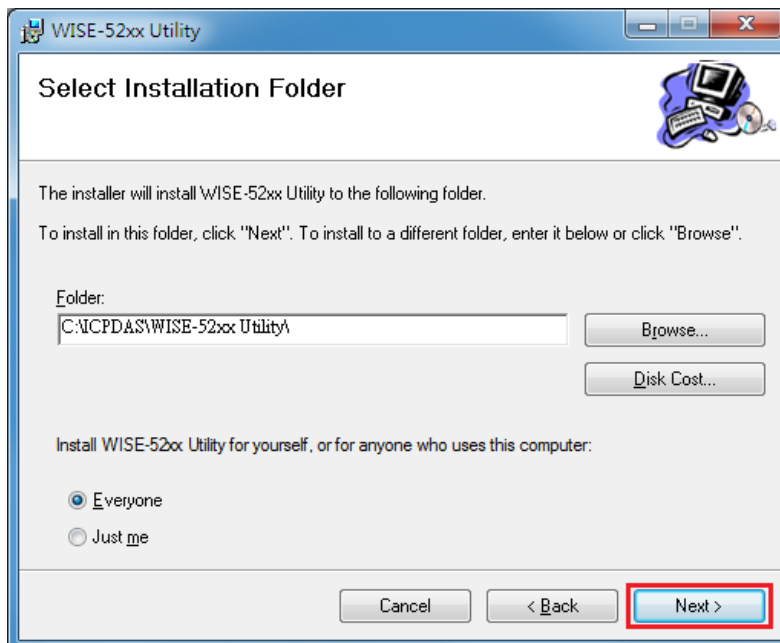 WISE-52xx Utility
Select Installation Folder
The installer will install WISE-52xx Utility to the following folder.
To install in this folder, click "Next". To install to a different folder, enter it below or click "Browse".
Folder:
C:\ICPDAS\WISE-52xx Utility\
Browse...
Disk Cost...
Install WISE-52xx Utility for yourself, or for anyone who uses this computer:
Everyone
Just me
Cancel
< Back
Next >